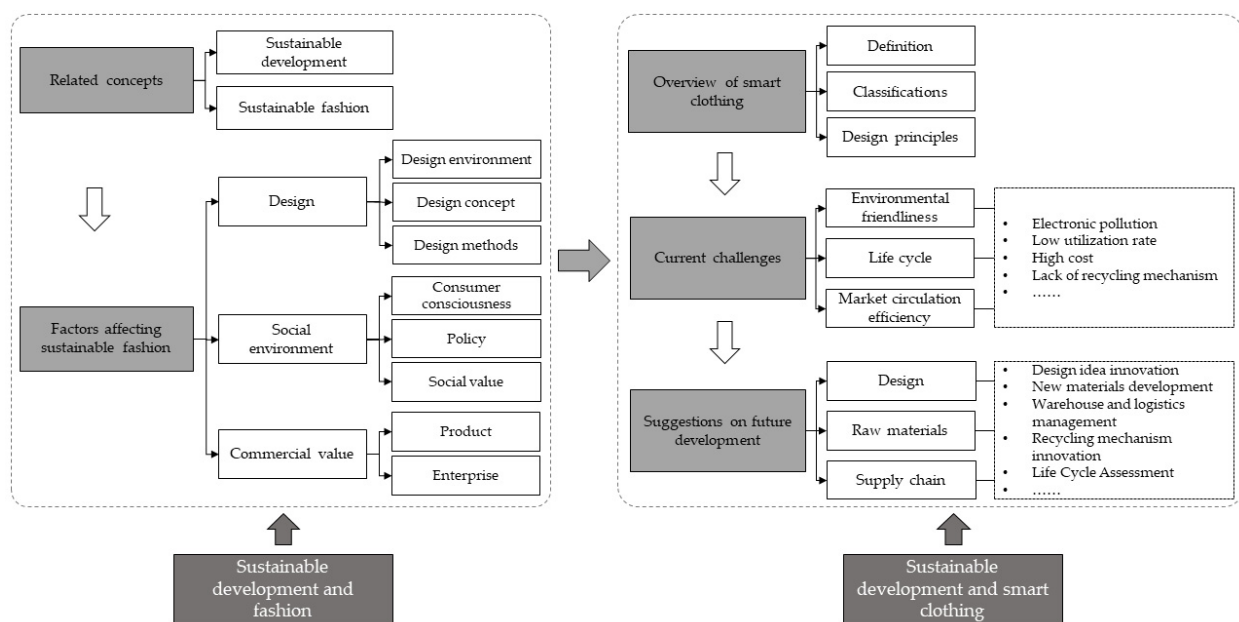 Related concepts
Sustainable
development
Sustainable fashion
Factors affecting
sustainable fashion
Design
Design environment
Design concept
Design methods
Social
environment
Consumer
consciousness
Policy
Social value
Commercial value
Product
Enterprise
Sustainable
development and
fashion
Overview of smart
clothing
Definition
Classifications
Design principles
Current challenges
Environmental
friendliness
Life cycle
Market circulation
efficiency
• Electronic pollution
• Low utilization rate
• High cost
• Lack of recycling mechanism
• ……
Suggestions on future
development
Design
Raw materials
Supply chain
• Design idea innovation
• New materials development
• Warehouse and logistics
management
• Recycling mechanism
innovation
• Life Cycle Assessment
• ……
Sustainable
development and smart
clothing